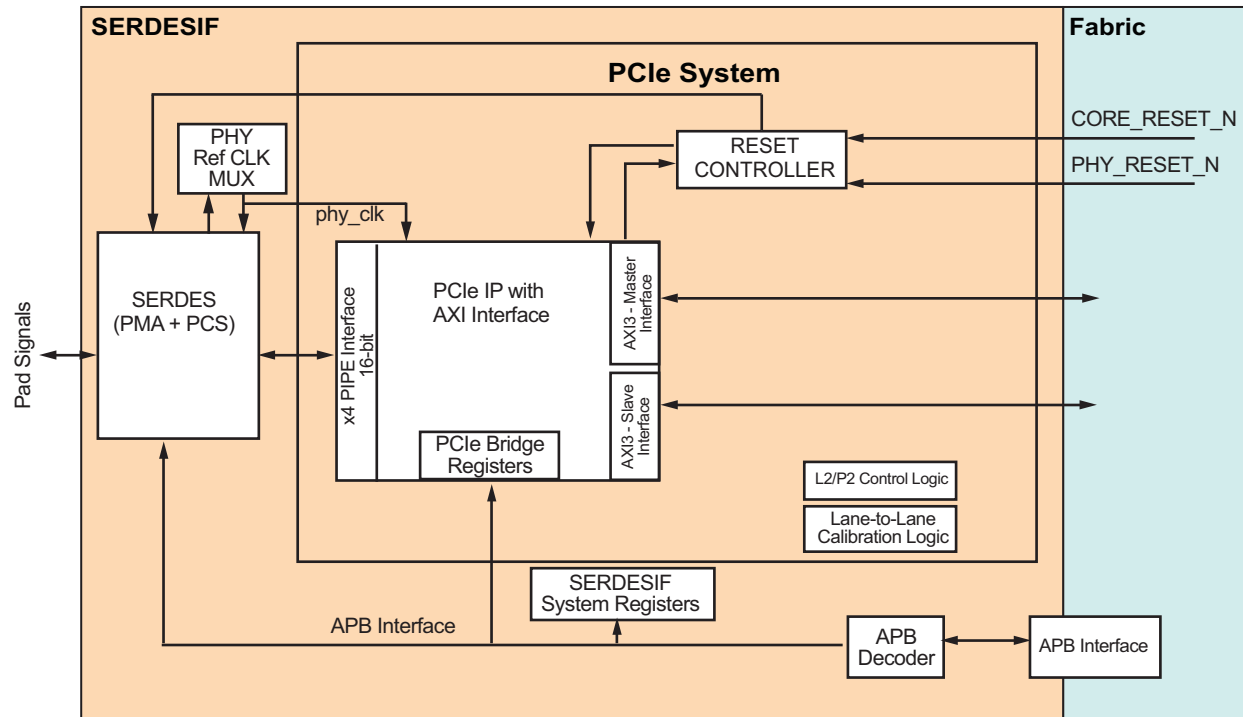 SERDESIF
Fabric
PCIe System
CORE_RESET_N
PHY
Ref CLK
MUX
RESET
CONTROLLER
PHY_RESET_N
phy_clk
SERDES
(PMA + PCS)
x4 PIPE Interface
16-bit
PCIe IP with
AXI Interface
AXI3 - Master
Interface
Pad Signals
AXI3 - Slave
Interface
PCIe Bridge
Registers
L2/P2 Control Logic
Lane-to-Lane
Calibration Logic
SERDESIF
System Registers
APB Interface
APB
Decoder
APB Interface